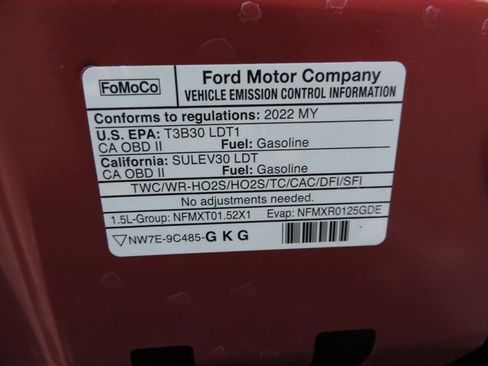 FoMoCo
Ford Motor Company
VEHICLE EMISSION CONTROL INFORMATION
Conforms to regulations: 2022 MY
U.S. EPA: T3B30 LDT1
CA OBD II Fuel: Gasoline
California: SULEV30 LDT
CA OBD II Fuel: Gasoline
TWC/WR-HO2S/HO2S/TC/CAC/DFI/SFI
No adjustments needed.
1.5L-Group: NFMXT01.52X1 Evap: NFMXR0125GDE
NW7E-9C485-G K G